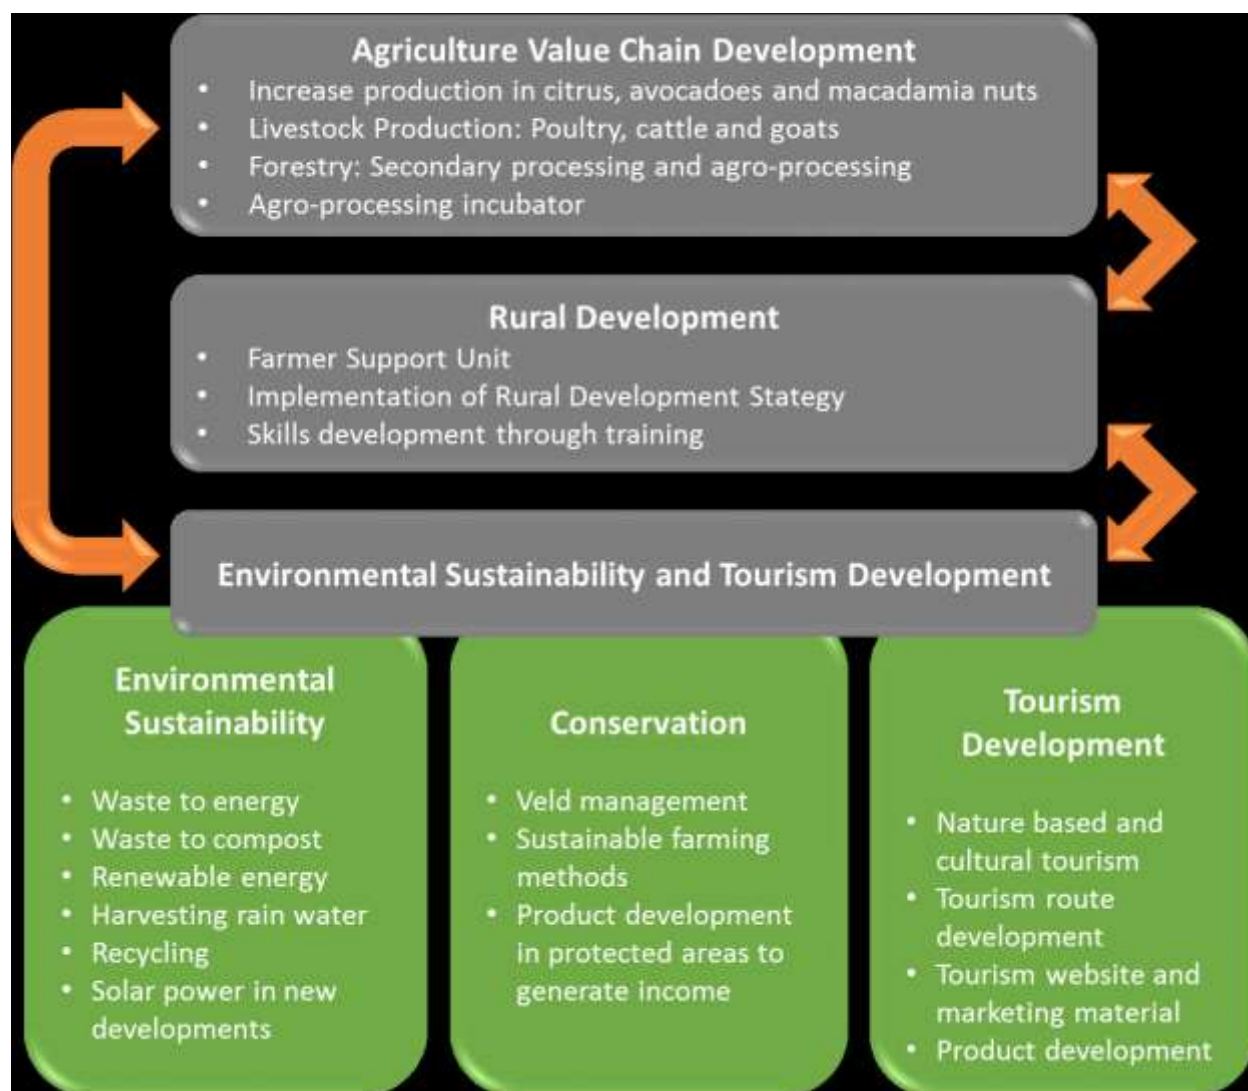 Agriculture Value Chain Development
• Increase production in citrus, avocadoes and macadamia nuts
• Livestock Production: Poultry, cattle and goats
• Forestry: Secondary processing and agro-processing
• Agro-processing incubator
Rural Development
• Farmer Support Unit
• Implementation of Rural Development Stategy
• Skills development through training
Environmental Sustainability and Tourism Development
Environmental
Sustainability
• Waste to energy
• Waste to compost
• Renewable energy
• Harvesting rain water
• Recycling
• Solar power in new
developments
Conservation
• Veld management
• Sustainable farming
methods
• Product development
in protected areas to
generate income
Tourism
Development
• Nature based and
cultural tourism
• Tourism route
development
• Tourism website and
marketing material
• Product development